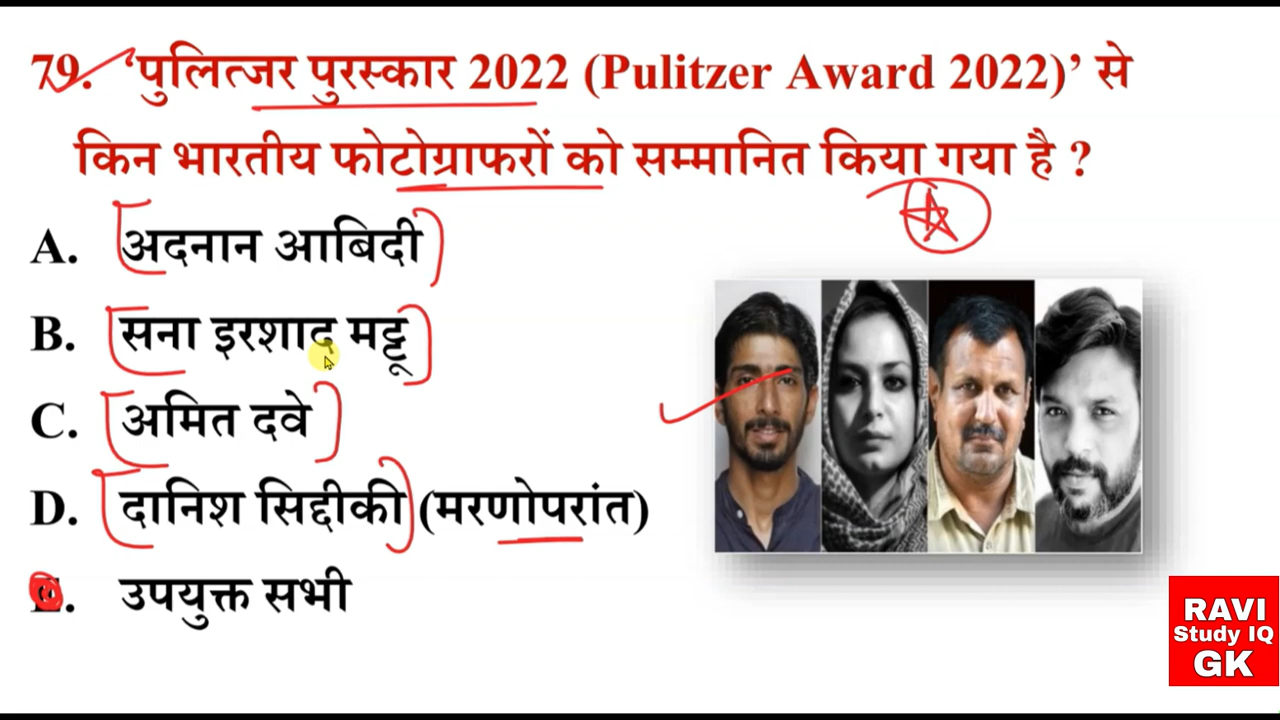 79. ‘पुलित्जर पुरस्कार 2022 (Pulitzer Award 2022)’ से
किन भारतीय फोटोग्राफरों को सम्मानित किया गया है ?
A. अदनान आबिदी
B. सना इरशाद मट्टू
C. अमित दवे
D. दानिश सिद्दीकी (मरणोपरांत)
E. उपयुक्त सभी
RAVI
Study IQ
GK